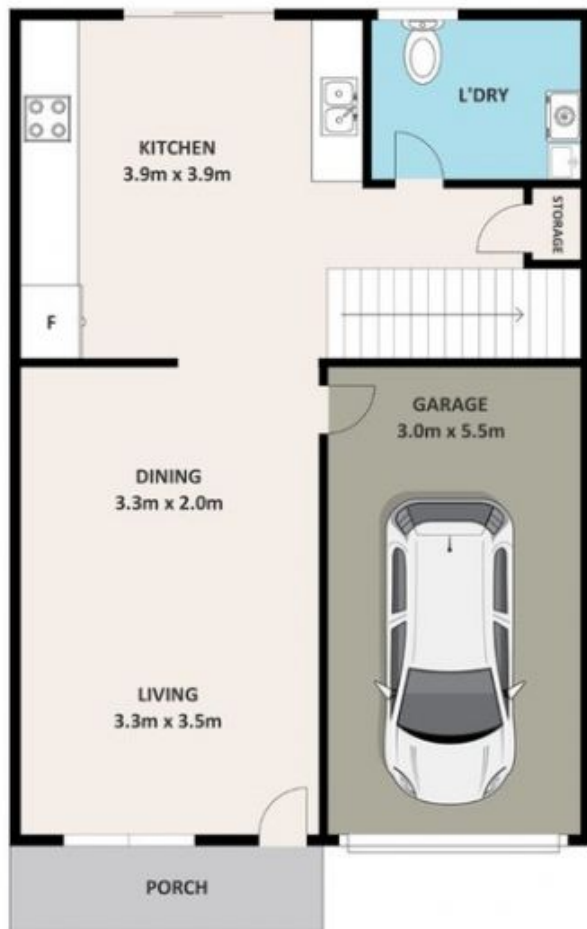 L'DRY
KITCHEN
3.9m x 3.9m
STORAGE
F
GARAGE
3.0m x 5.5m
DINING
3.3m x 2.0m
LIVING
3.3m x 3.5m
PORCH